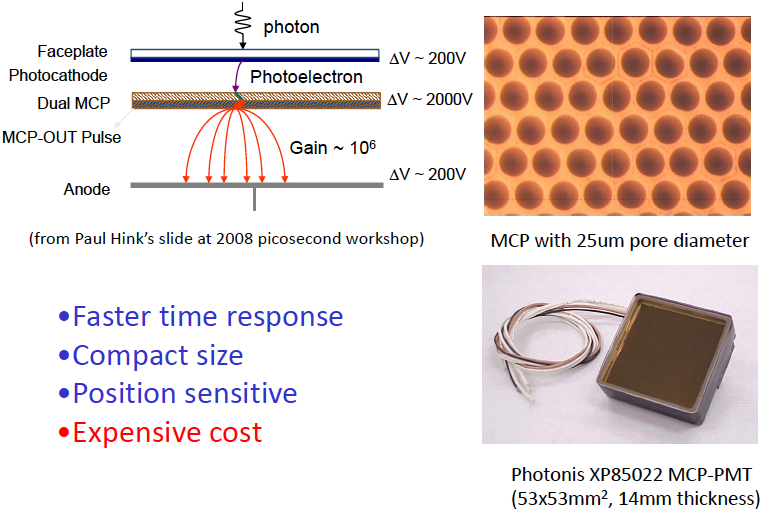 photon
Faceplate
ΔV ~ 200V
Photocathode
Photoelectron
Dual MCP
ΔV ~ 2000V
MCP-OUT Pulse
Gain ~ 10⁶
ΔV ~ 200V
Anode
(from Paul Hink's slide at 2008 picosecond workshop)
MCP with 25um pore diameter
•Faster time response
•Compact size
•Position sensitive
•Expensive cost
Photonis XP85022 MCP-PMT
(53x53mm², 14mm thickness)